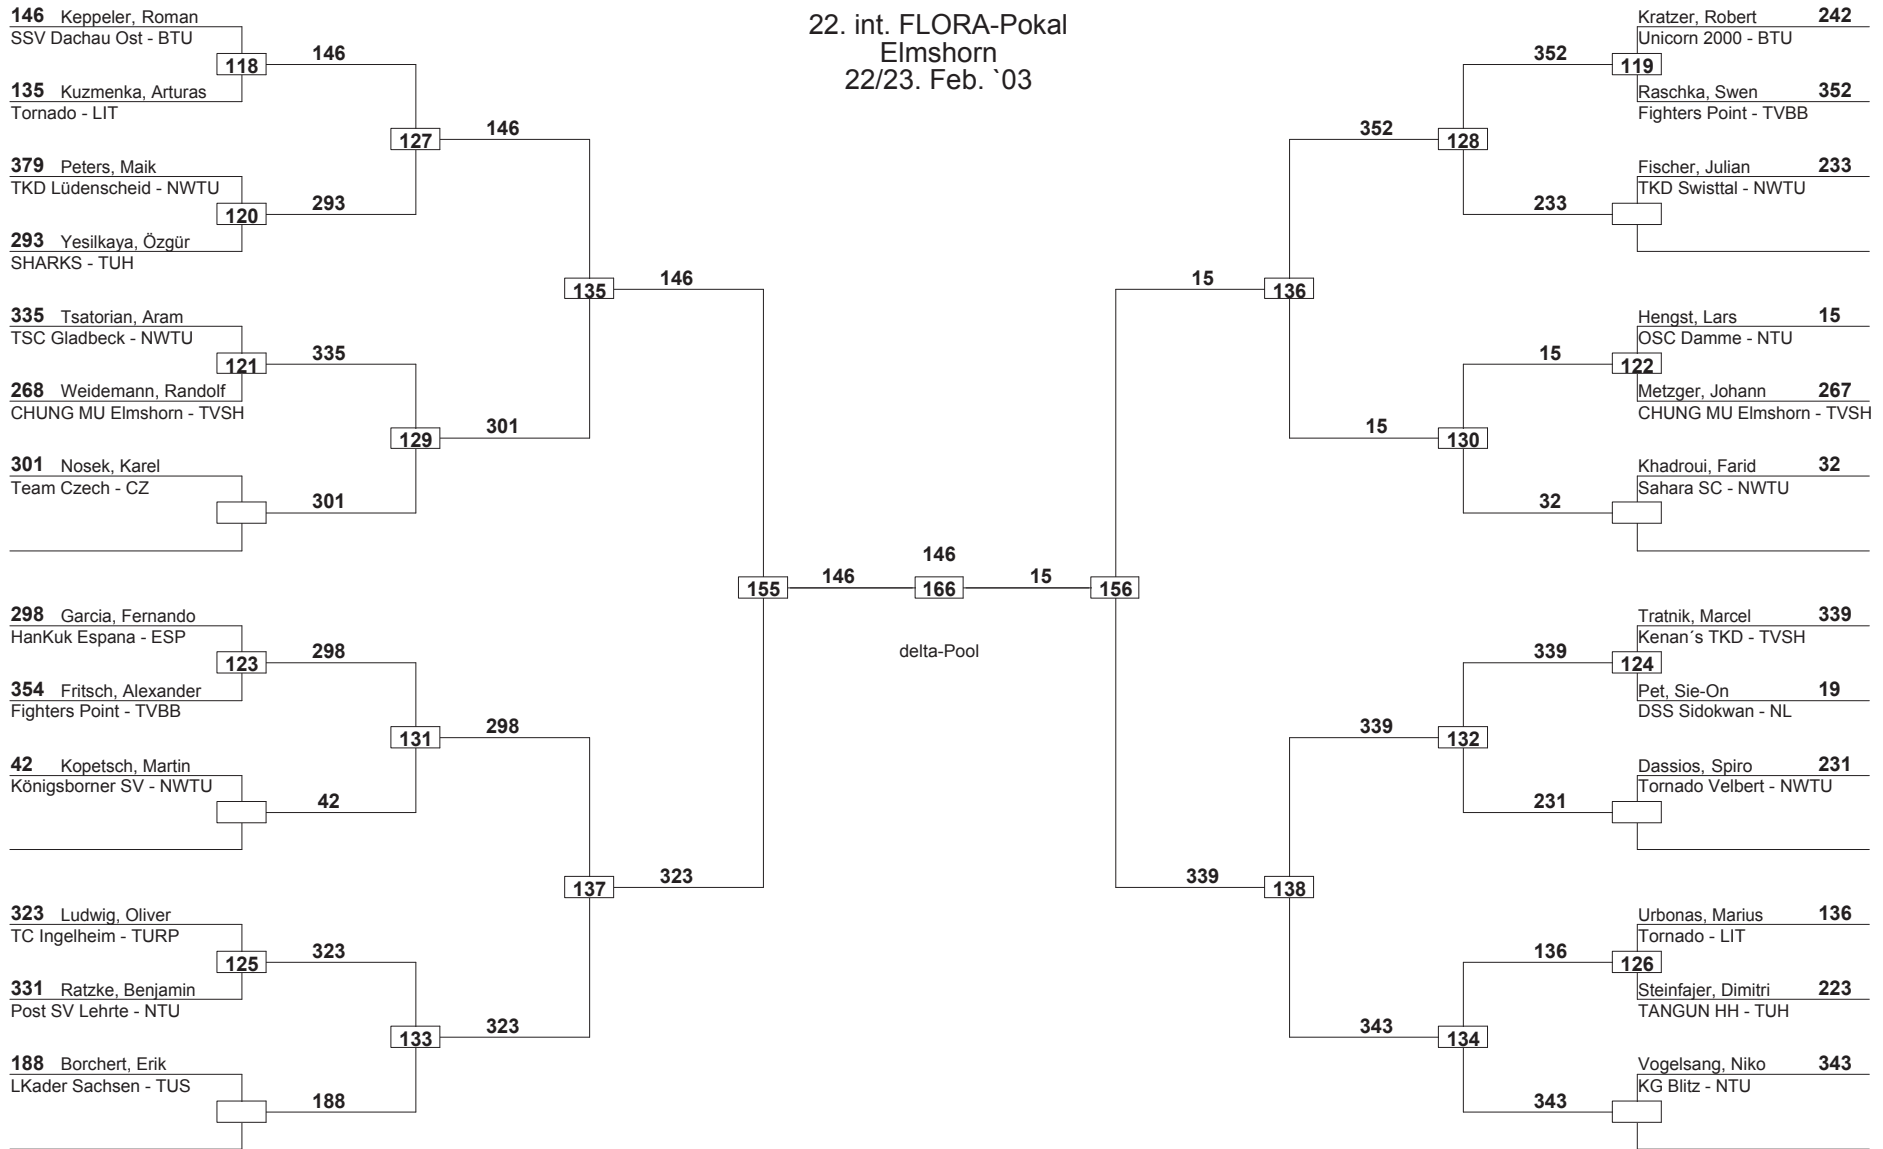 22. int. FLORA-Pokal
Elmshorn
22/23. Feb. `03
146 Keppeler, Roman
SSV Dachau Ost - BTU
118
146
135 Kuzmenka, Arturas
Tornado - LIT
127
146
379 Peters, Maik
TKD Lüdenscheid - NWTU
120
293
293 Yesilkaya, Özgür
SHARKS - TUH
135
146
335 Tsatorian, Aram
TSC Gladbeck - NWTU
121
335
268 Weidemann, Randolf
CHUNG MU Elmshorn - TVSH
129
301
301 Nosek, Karel
Team Czech - CZ
301
155
146
298 Garcia, Fernando
HanKuk Espana - ESP
123
298
354 Fritsch, Alexander
Fighters Point - TVBB
131
298
42 Kopetsch, Martin
Königsborner SV - NWTU
42
137
323
323 Ludwig, Oliver
TC Ingelheim - TURP
125
323
331 Ratzke, Benjamin
Post SV Lehrte - NTU
133
323
188 Borchert, Erik
LKader Sachsen - TUS
188
146
166
delta-Pool
Kratzer, Robert 242
Unicorn 2000 - BTU
352
119
Raschka, Swen 352
Fighters Point - TVBB
352
128
Fischer, Julian 233
TKD Swisttal - NWTU
233
15
136
Hengst, Lars 15
OSC Damme - NTU
15
122
Metzger, Johann 267
CHUNG MU Elmshorn - TVSH
15
130
Khadroui, Farid 32
Sahara SC - NWTU
32
15
156
Tratnik, Marcel 339
Kenan´s TKD - TVSH
339
124
Pet, Sie-On 19
DSS Sidokwan - NL
339
132
Dassios, Spiro 231
Tornado Velbert - NWTU
231
339
138
Urbonas, Marius 136
Tornado - LIT
136
126
Steinfajer, Dimitri 223
TANGUN HH - TUH
343
134
Vogelsang, Niko 343
KG Blitz - NTU
343